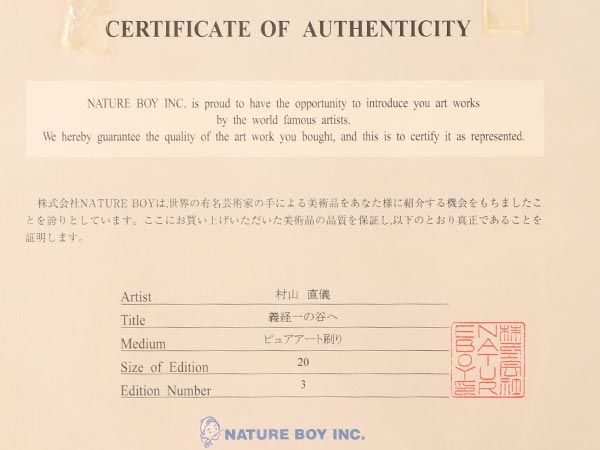 CERTIFICATE OF AUTHENTICITY
NATURE BOY INC. is proud to have the opportunity to introduce you art works
by the world famous artists.
We hereby guarantee the quality of the art work you bought, and this is to certify it as represented.
株式会社NATURE BOYは,世界の有名芸術家の手による美術品をあなた様に紹介する機会をもちましたこ
とを誇りとしています。ここにお買い上げいただいた美術品の品質を保証し,以下のとおり真正であることを
証明します。
Artist 村山 直儀
Title 義経一の谷へ
Medium ピュアアート刷り
Size of Edition 20
Edition Number 3
株式会社
NATUR
EBOY
NATURE BOY INC.